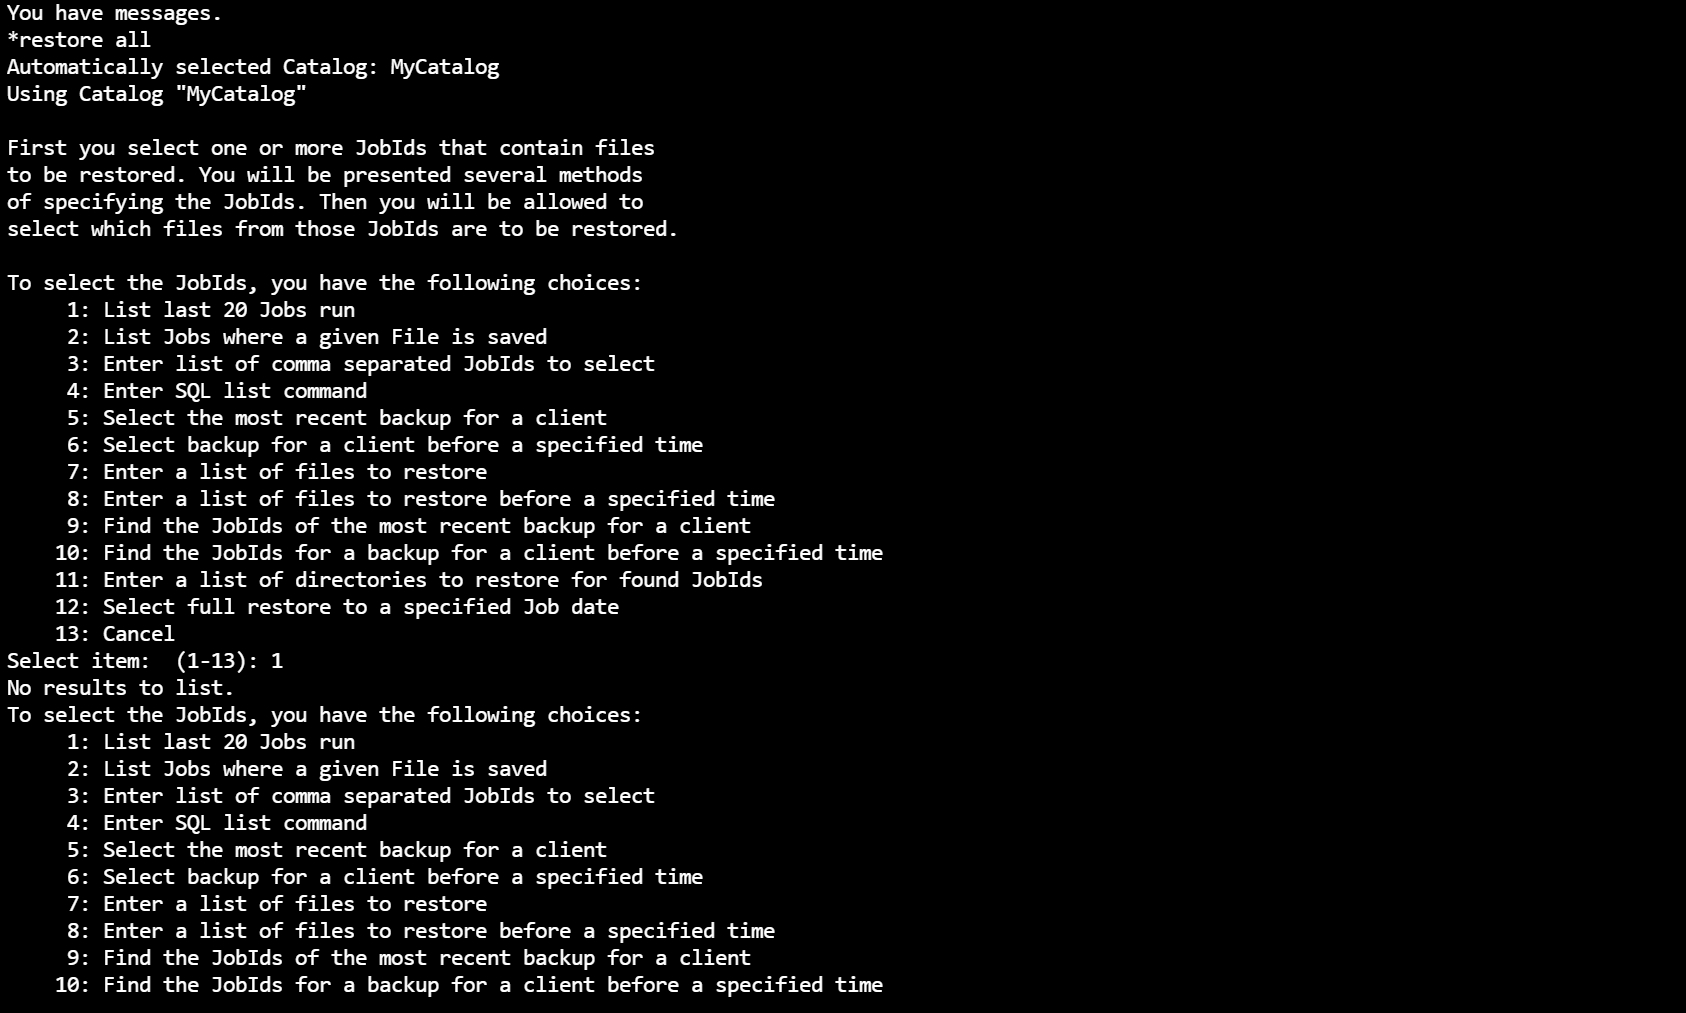 You have messages.
*restore all
Automatically selected Catalog: MyCatalog
Using Catalog "MyCatalog"
First you select one or more JobIds that contain files
to be restored. You will be presented several methods
of specifying the JobIds. Then you will be allowed to
select which files from those JobIds are to be restored.
To select the JobIds, you have the following choices:
1: List last 20 Jobs run
2: List Jobs where a given File is saved
3: Enter list of comma separated JobIds to select
4: Enter SQL list command
5: Select the most recent backup for a client
6: Select backup for a client before a specified time
7: Enter a list of files to restore
8: Enter a list of files to restore before a specified time
9: Find the JobIds of the most recent backup for a client
10: Find the JobIds for a backup for a client before a specified time
11: Enter a list of directories to restore for found JobIds
12: Select full restore to a specified Job date
13: Cancel
Select item:  (1-13): 1
No results to list.
To select the JobIds, you have the following choices:
1: List last 20 Jobs run
2: List Jobs where a given File is saved
3: Enter list of comma separated JobIds to select
4: Enter SQL list command
5: Select the most recent backup for a client
6: Select backup for a client before a specified time
7: Enter a list of files to restore
8: Enter a list of files to restore before a specified time
9: Find the JobIds of the most recent backup for a client
10: Find the JobIds for a backup for a client before a specified time